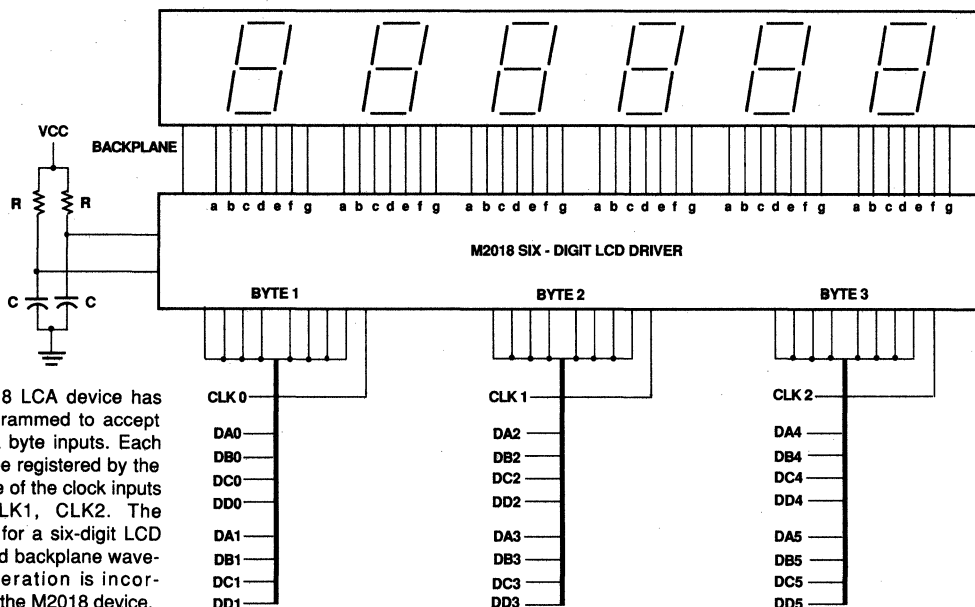 VCC
BACKPLANE
R R
a b c d e f g a b c d e f g a b c d e f g a b c d e f g a b c d e f g a b c d e f g
M2018 SIX - DIGIT LCD DRIVER
C C
BYTE 1 BYTE 2 BYTE 3
8 LCA device has
rammed to accept
byte inputs. Each
e registered by the
e of the clock inputs
LK1, CLK2. The
for a six-digit LCD
d backplane wave-
eration is incor-
the M2018 device.
CLK 0
DA0
DB0
DC0
DD0
DA1
DB1
DC1
DD1
CLK 1
DA2
DB2
DC2
DD2
DA3
DB3
DC3
DD3
CLK 2
DA4
DB4
DC4
DD4
DA5
DB5
DC5
DD5